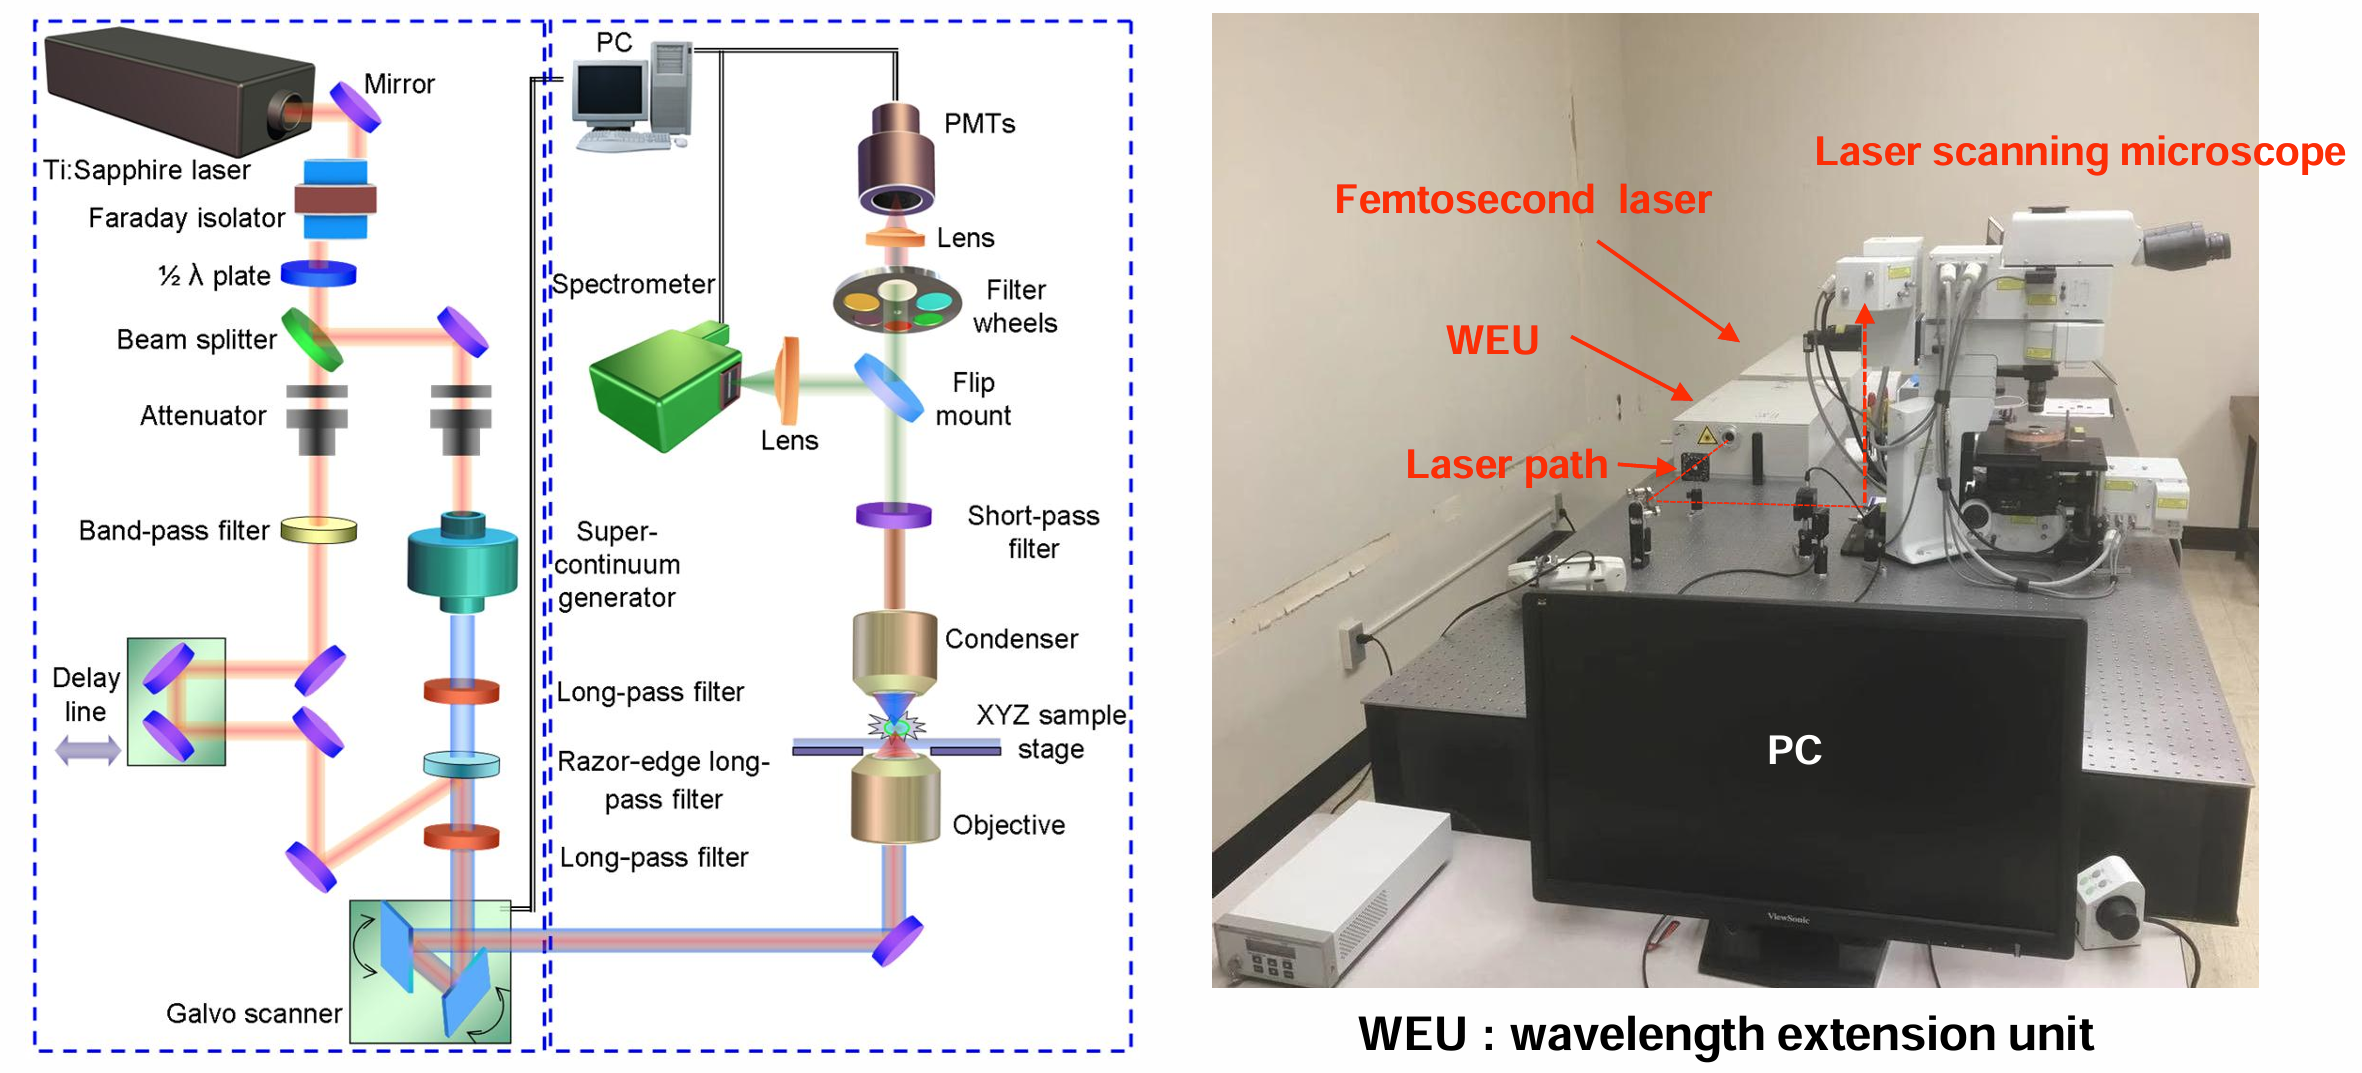 PC
Mirror
PMTs
Ti:Sapphire laser
Faraday isolator
Lens
½ λ plate
Spectrometer
Filter
wheels
Beam splitter
Flip
mount
Attenuator
Lens
Band-pass filter
Super-
continuum
generator
Short-pass
filter
Condenser
Delay
line
Long-pass filter
XYZ sample
stage
Razor-edge long-
pass filter
Objective
Long-pass filter
Galvo scanner
Laser scanning microscope
Femtosecond laser
WEU
Laser path
PC
ViewSonic
WEU : wavelength extension unit